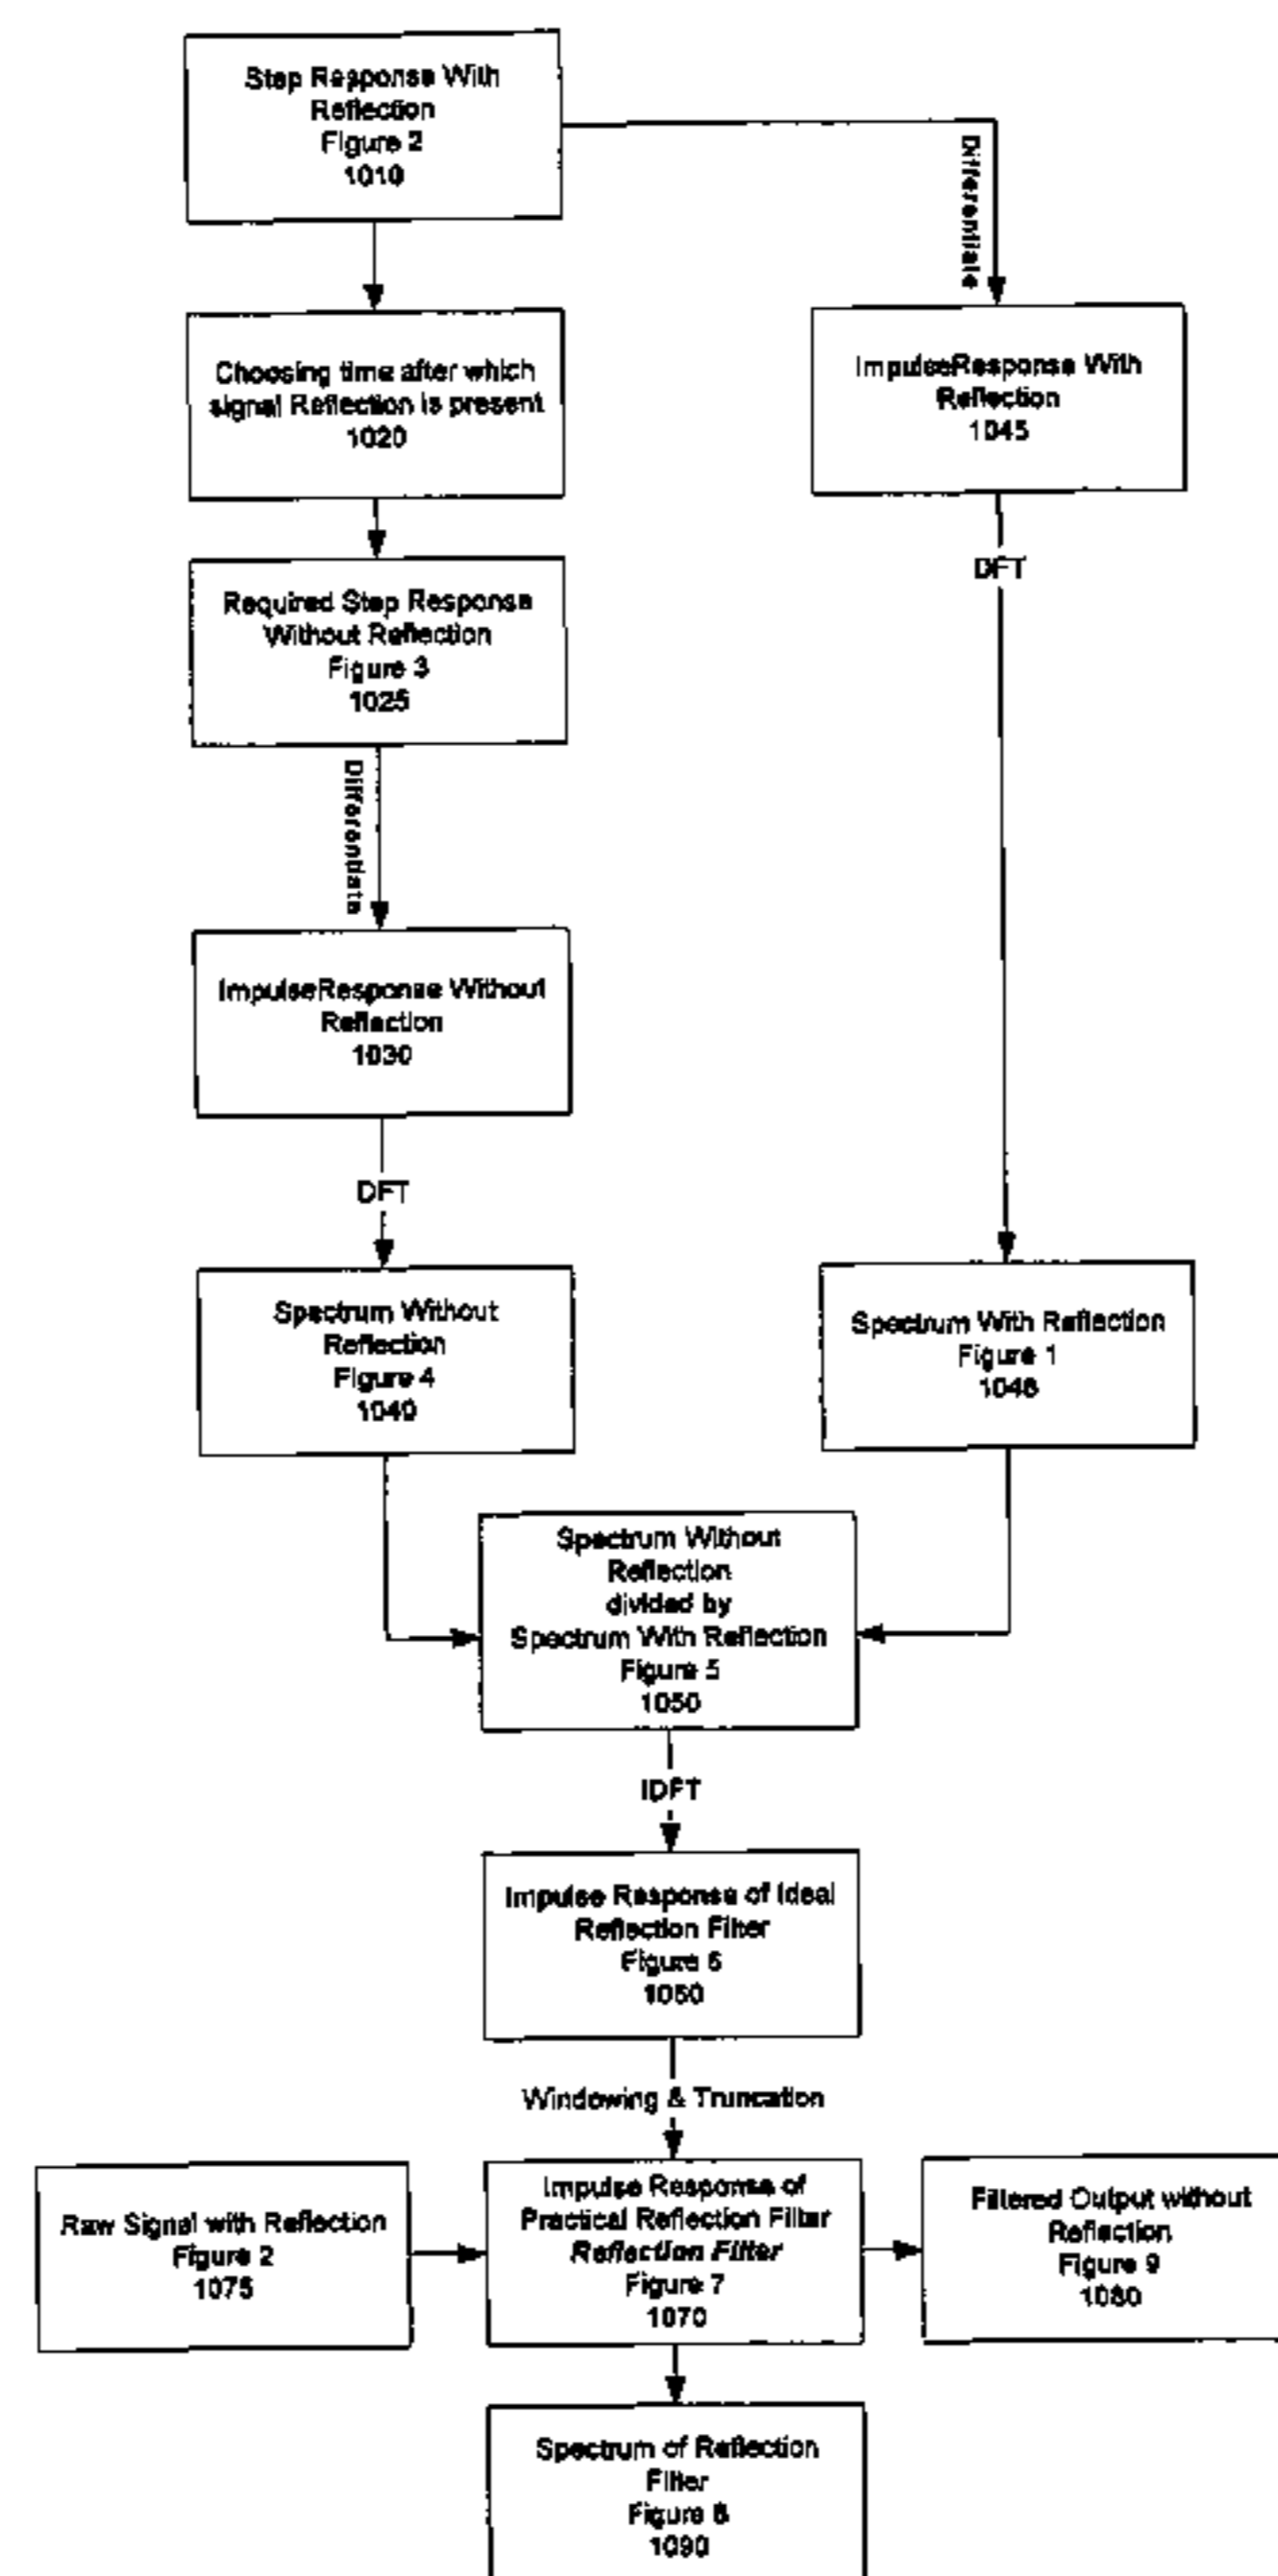 Step Response With
Reflection
Figure 2
1010
Differentiate
Choosing time after which
signal Reflection is present
1020
ImpulseResponse With
Reflection
1045
DFT
Required Step Response
Without Reflection
Figure 3
1025
Differentiate
ImpulseResponse Without
Reflection
1030
DFT
Spectrum Without
Reflection
Figure 4
1040
Spectrum With Reflection
Figure 1
1048
Spectrum Without
Reflection
divided by
Spectrum With Reflection
Figure 5
1050
IDFT
Impulse Response of Ideal
Reflection Filter
Figure 6
1060
Windowing & Truncation
Raw Signal with Reflection
Figure 2
1075
Impulse Response of
Practical Reflection Filter
Reflection Filter
Figure 7
1070
Filtered Output without
Reflection
Figure 9
1080
Spectrum of Reflection
Filter
Figure 8
1090